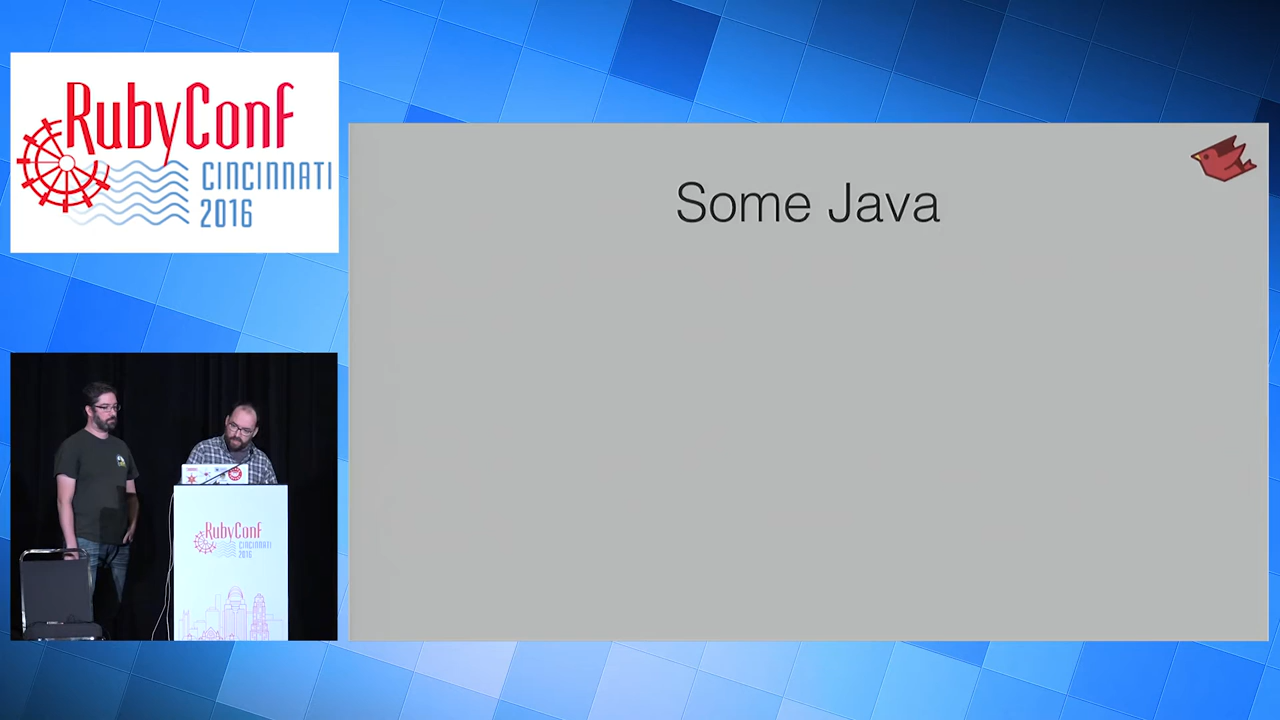 RubyConf
CINCINNATI
2016
Some Java
RubyConf
CINCINNATI
2016